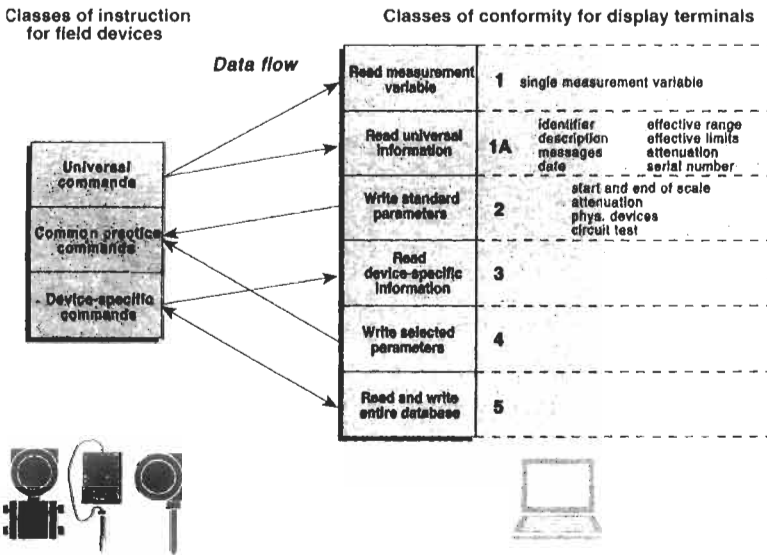 Classes of instruction
for field devices
Classes of conformity for display terminals
Data flow
Universal
commands
Common practice
commands
Device-specific
commands
Read measurement
variable
1
single measurement variable
Read universal
information
1A
identifier effective range
description effective limits
messages attenuation
date serial number
Write standard
parameters
2
start and end of scale
attenuation
phys. devices
circuit test
Read
device-specific
information
3
Write selected
parameters
4
Read and write
entire database
5